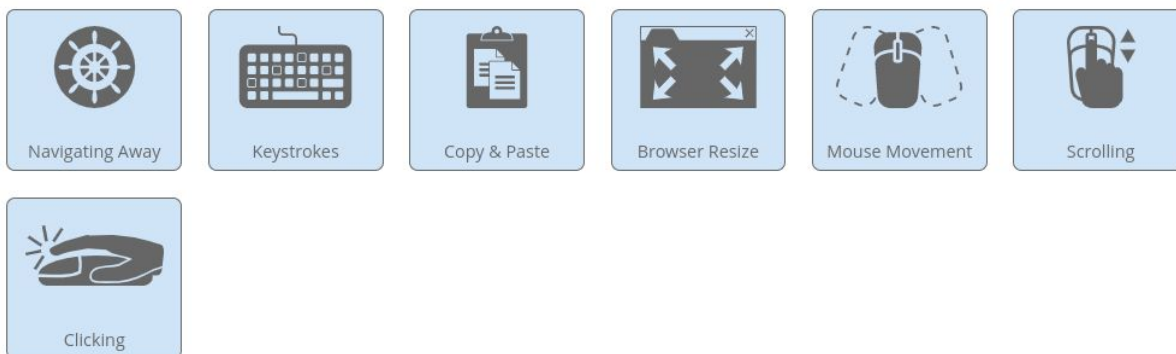 Navigating Away
Keystrokes
Copy & Paste
Browser Resize
Mouse Movement
Scrolling
Clicking